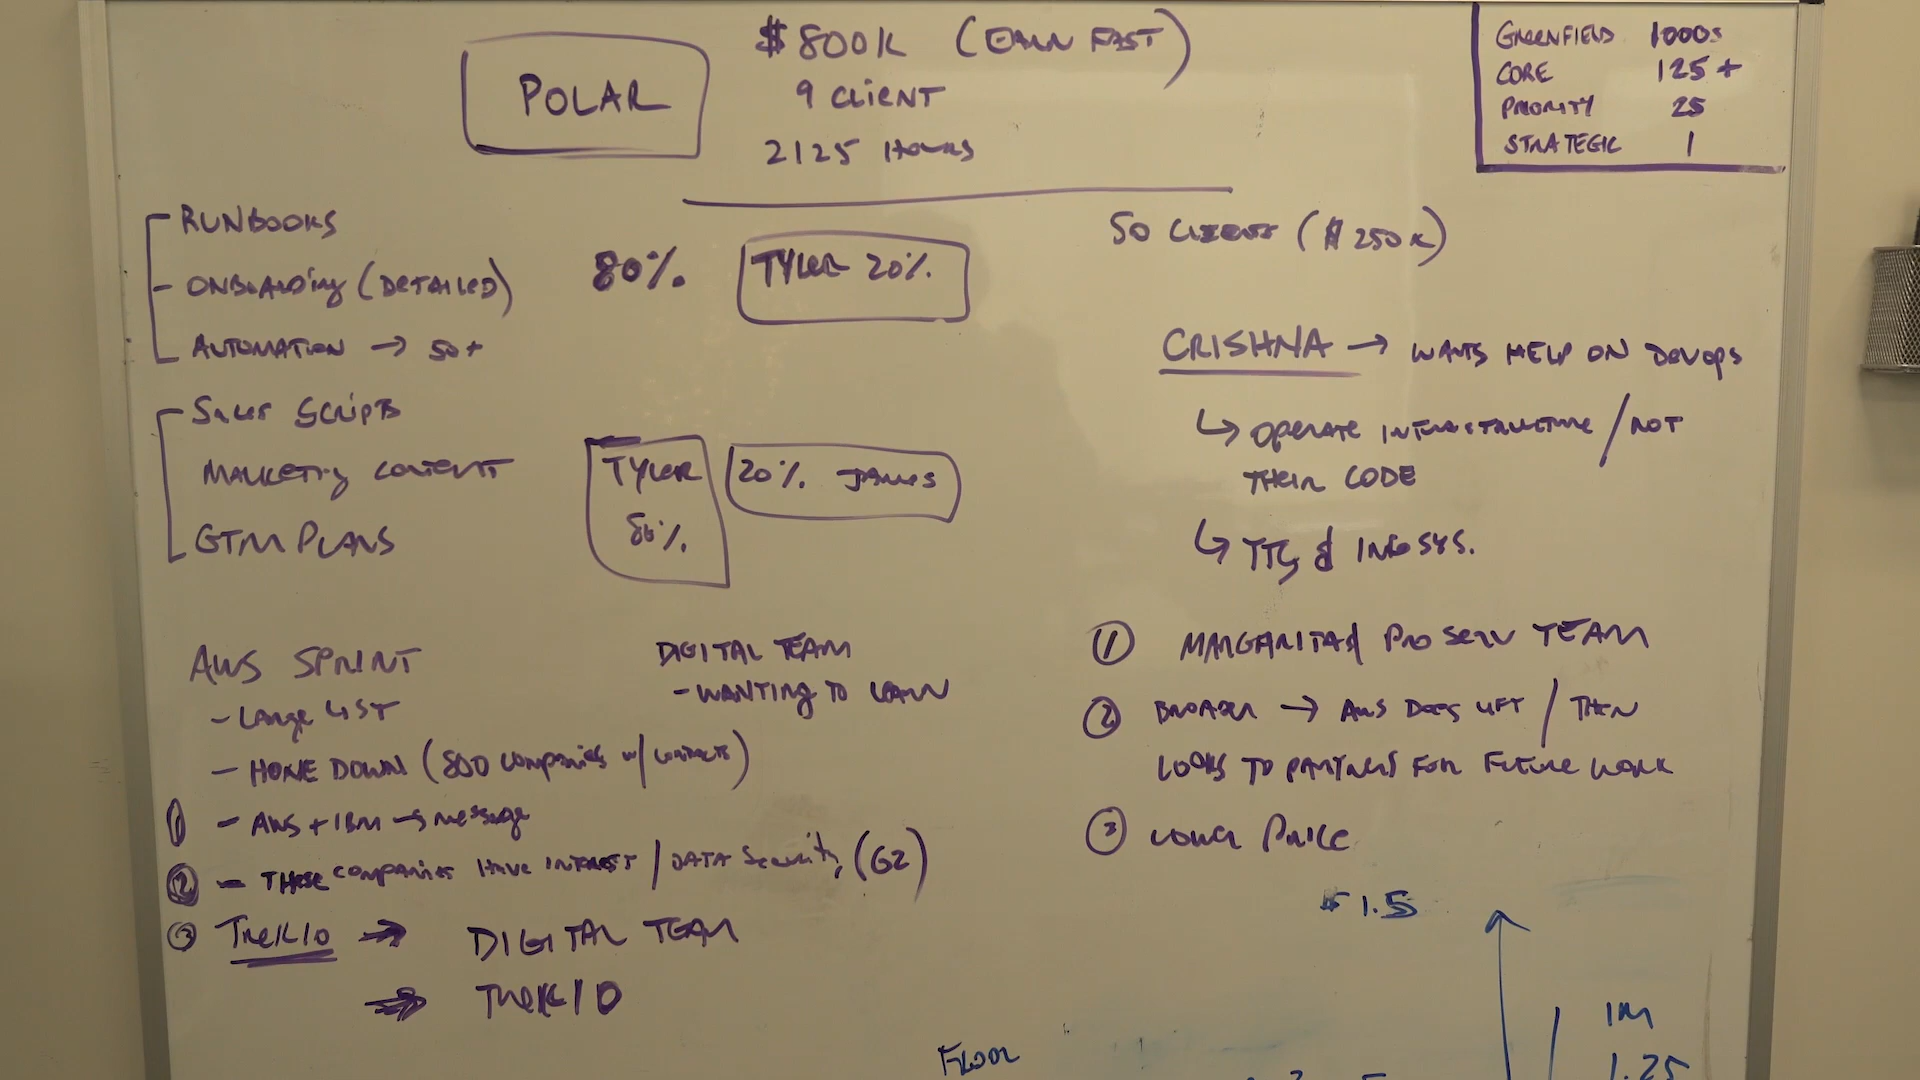 POLAR
$800K (EARN FAST)
9 CLIENT
2125 HOURS
GREENFIELD 1000s
CORE 125+
PRIORITY 25
STRATEGIC 1
RUNBOOKS
- ONBOARDING (DETAILED)
AUTOMATION → 50+
80%. TYLER 20%.
50 CLIENTS ($250K)
SALES SCRIPTS
MARKETING CONTENT
GTM PLANS
TYLER
80%.
20%. JAMES
CRISHNA → WANTS HELP ON DEVOPS
↳ OPERATE INFRASTRUCTURE / NOT
THEIR CODE
↳ & INFOSYS.
AWS SPRINT
- LARGE LIST
- HONE DOWN (800 COMPANIES w/ CONTACTS)
① - AWS + IBM → message
② - THESE COMPANIES HAVE INTEREST / DATA SECURITY (G2)
③ TREK10 → DIGITAL TEAM
⇒ TREK10
DIGITAL TEAM
- WANTING TO LEARN
① MARGARITA & PRO SERV TEAM
② BROADER → AWS DOES LIFT / THEN
LOOKS TO PARTNERS FOR FUTURE WORK
③ LOWER PRICE
$1.5
1M
1.25
FLOOR